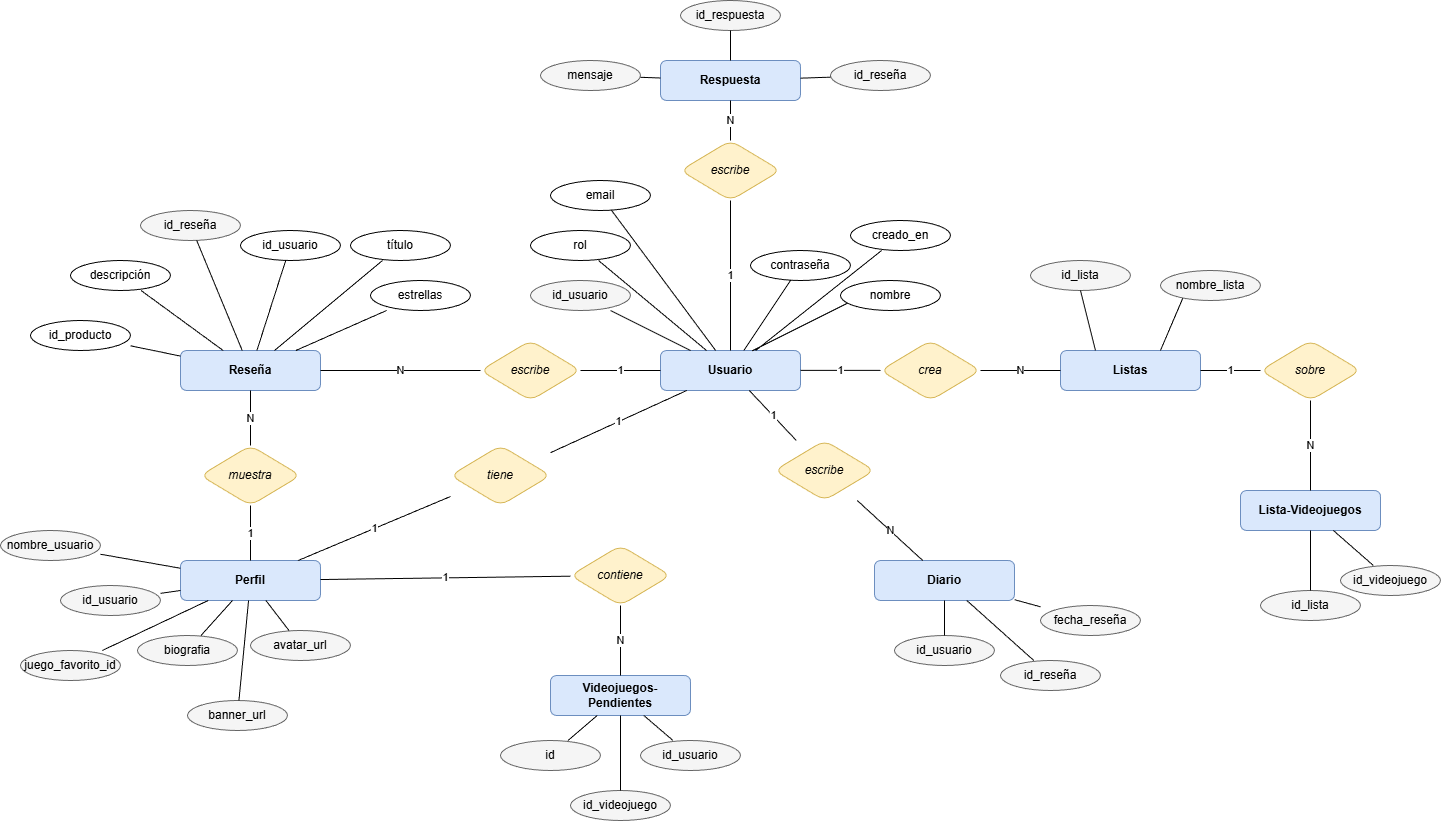 id_respuesta
mensaje
Respuesta
id_reseña
N
escribe
email
id_reseña
id_usuario
título
rol
creado_en
descripción
contraseña
1
id_lista
nombre_lista
estrellas
id_usuario
nombre
id_producto
Reseña
N
escribe
1
Usuario
1
crea
N
Listas
1
sobre
N
1
1
N
muestra
tiene
escribe
Lista-Videojuegos
1
1
N
nombre_usuario
Perfil
1
contiene
Diario
id_videojuego
id_usuario
id_lista
fecha_reseña
N
juego_favorito_id
biografia
avatar_url
id_usuario
id_reseña
banner_url
Videojuegos-
Pendientes
id
id_usuario
id_videojuego